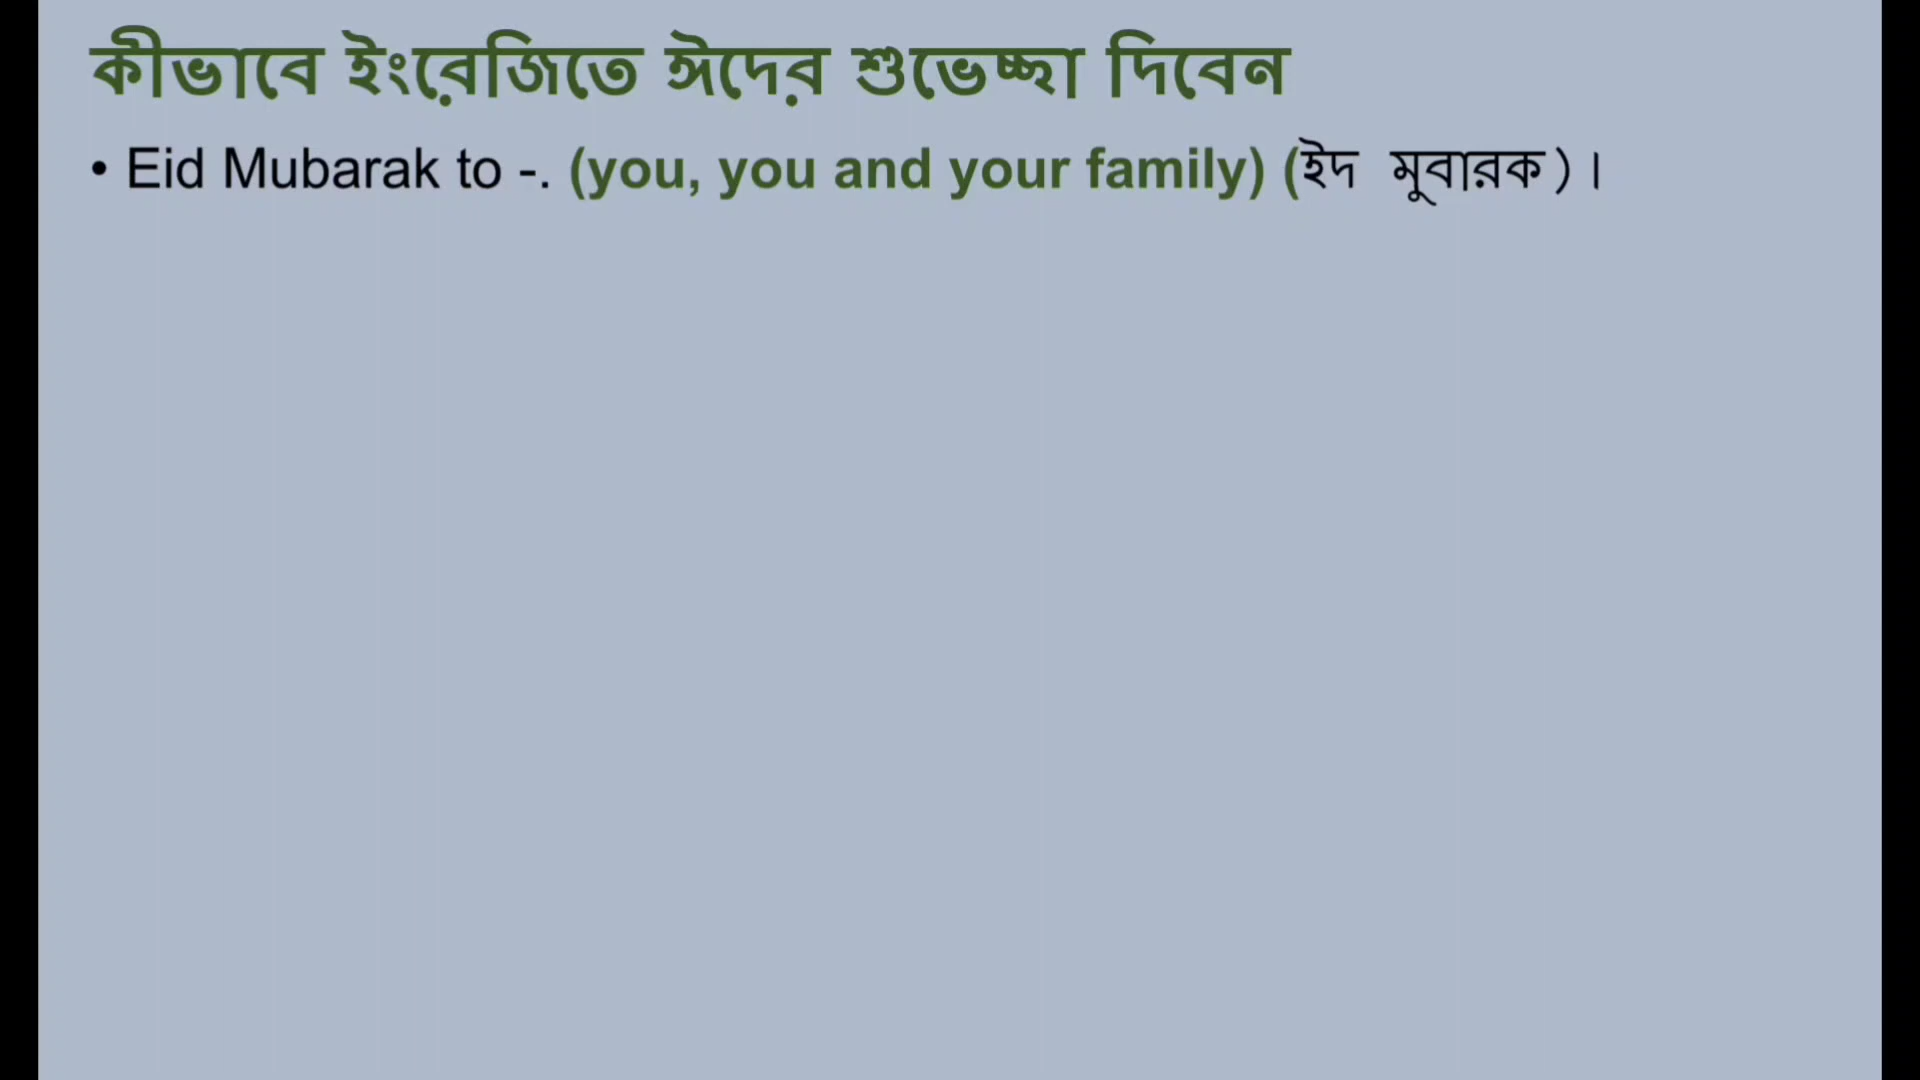 কীভাবে ইংরেজিতে ঈদের শুভেচ্ছা দিবেন
• Eid Mubarak to -. (you, you and your family) (ইদ মুবারক)।